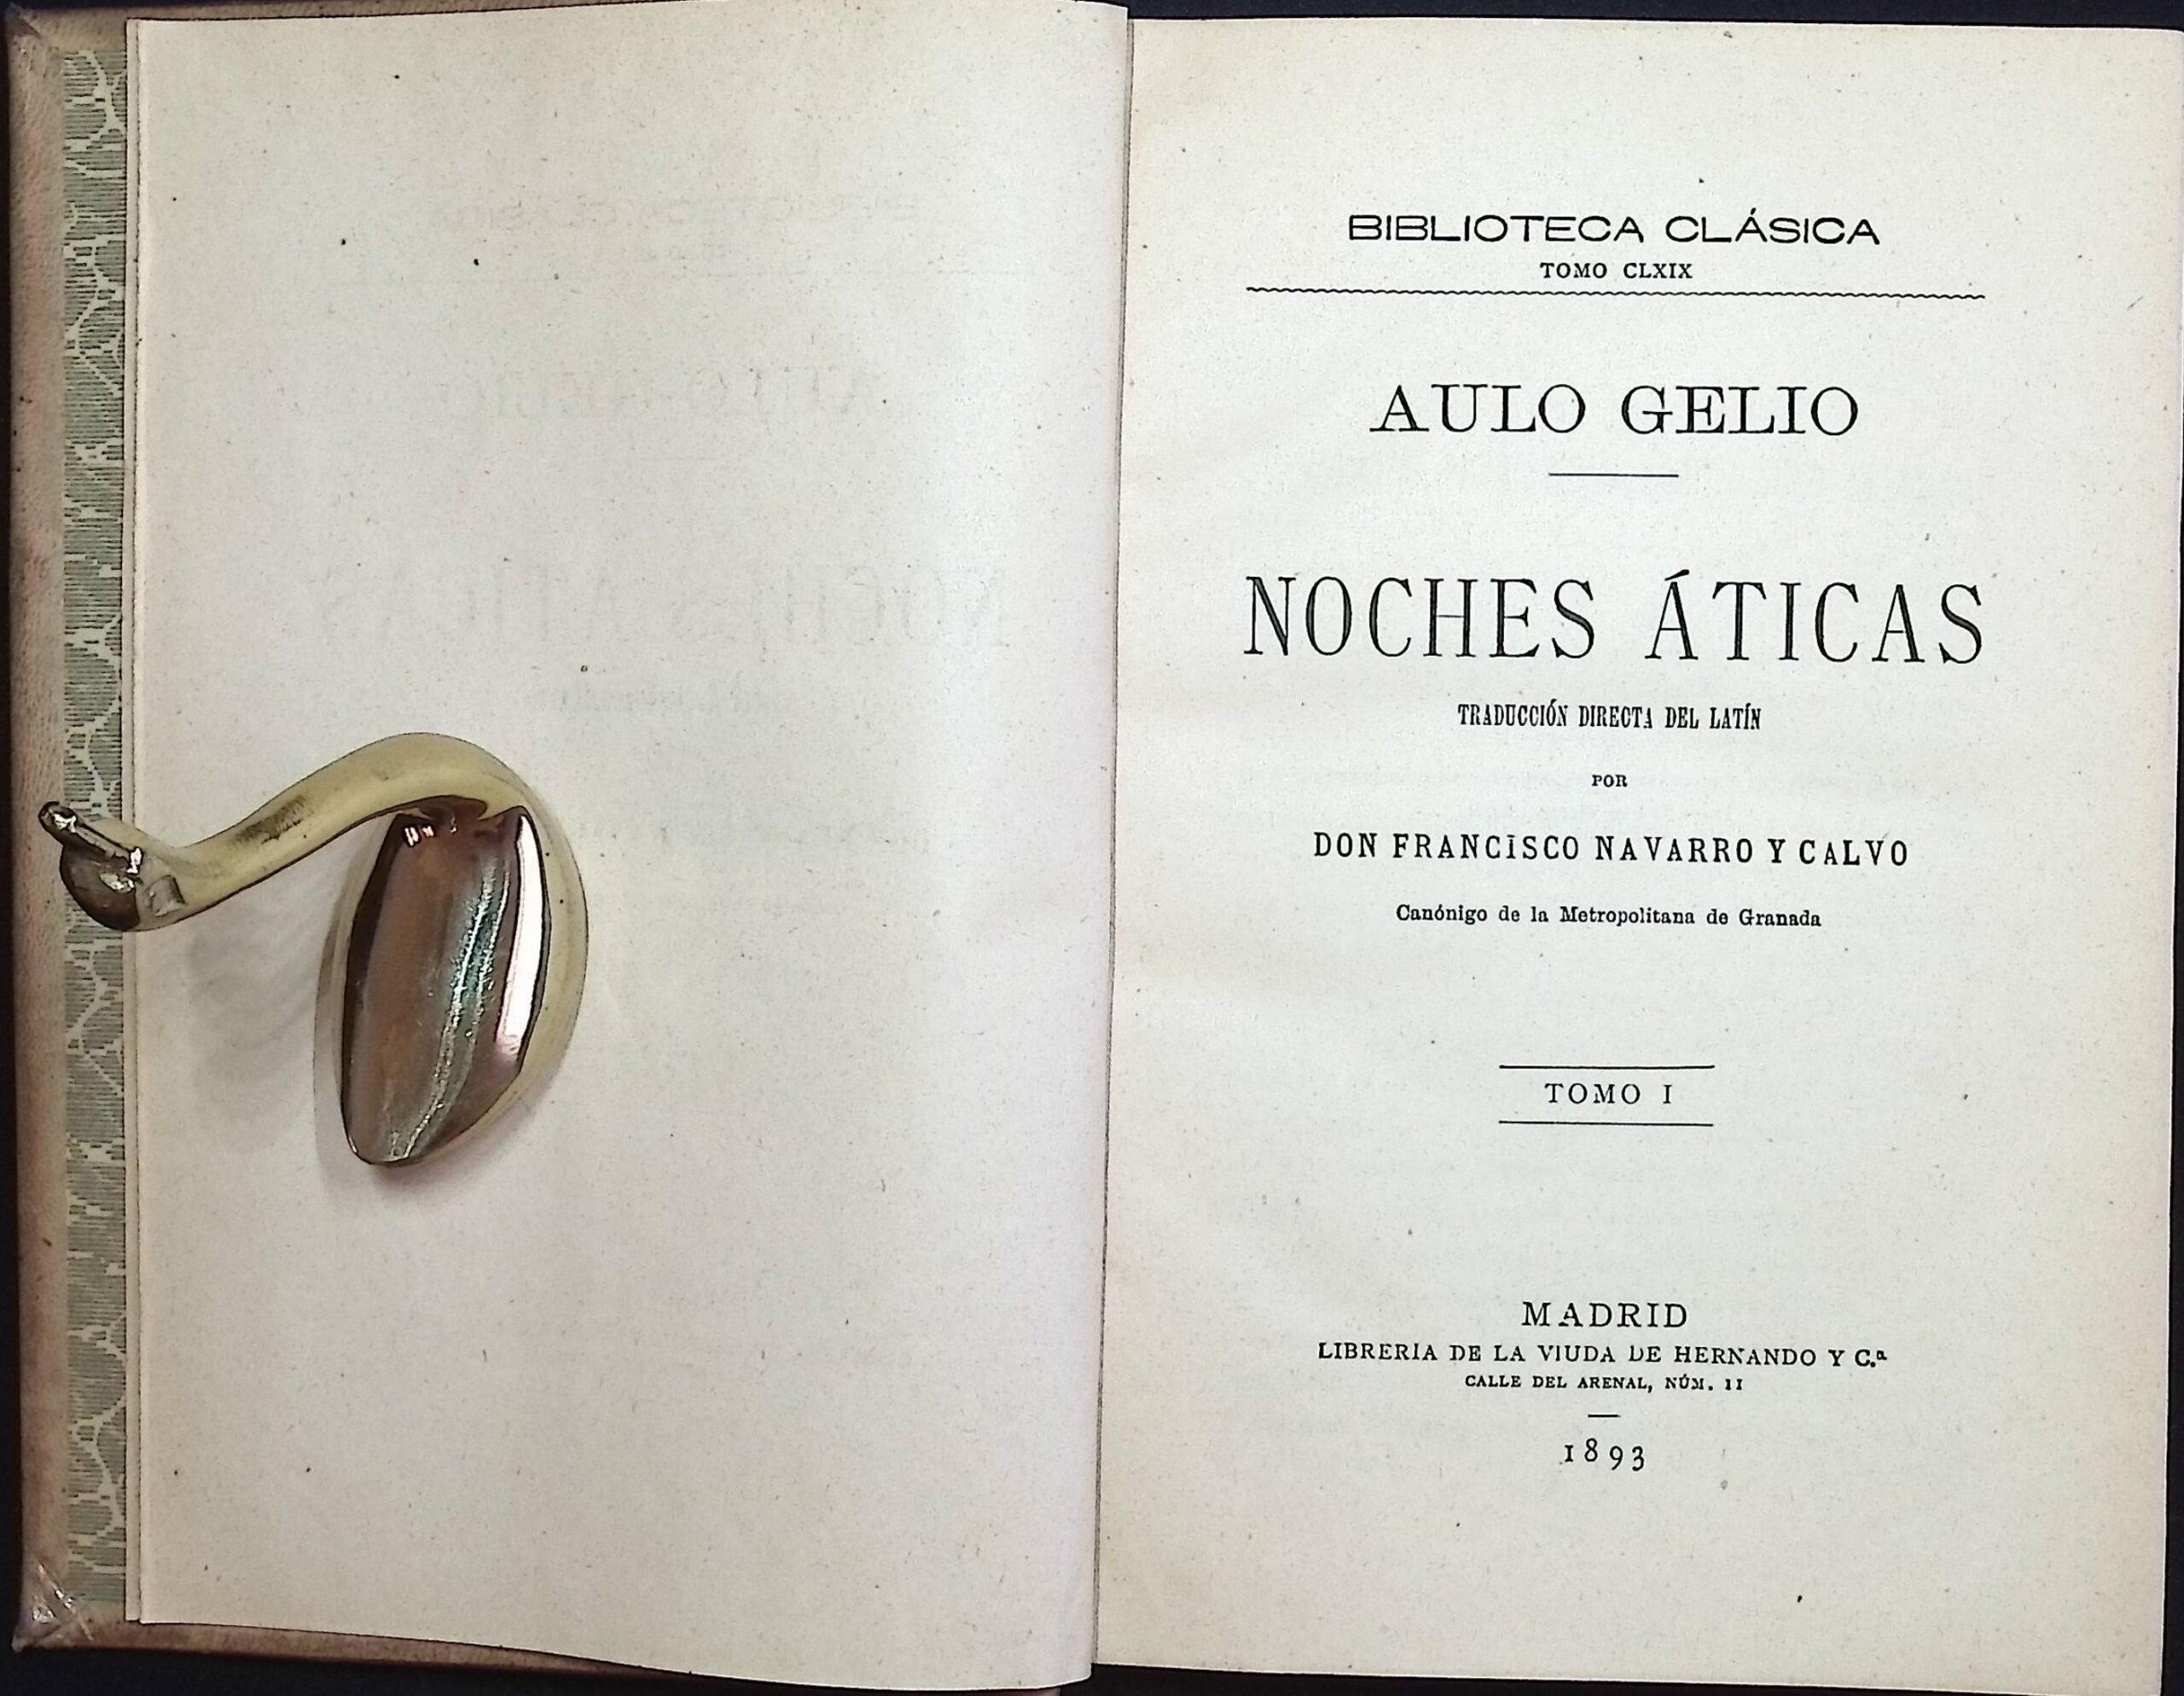 BIBLIOTECA CLÁSICA
TOMO CLXIX
AULO GELIO
NOCHES ÁTICAS
TRADUCCIÓN DIRECTA DEL LATÍN
POR
DON FRANCISCO NAVARRO Y CALVO
Canónigo de la Metropolitana de Granada
TOMO I
MADRID
LIBRERIA DE LA VIUDA DE HERNANDO Y C.ª
CALLE DEL ARENAL, NÚM. 11
1893